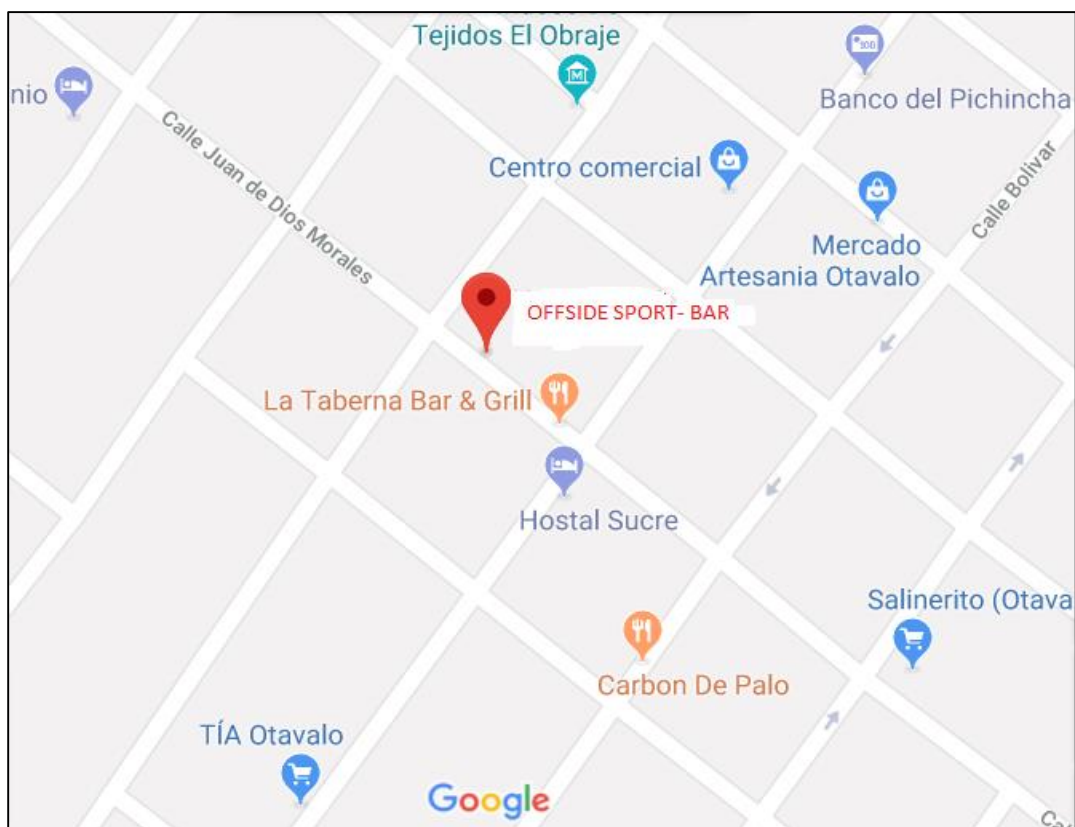 Tejidos El Obraje
nio
Banco del Pichincha
Calle Juan de Dios Morales
Centro comercial
Calle Bolivar
Mercado
Artesania Otavalo
OFFSIDE SPORT- BAR
La Taberna Bar & Grill
Hostal Sucre
Salinerito (Otava
Carbon De Palo
TÍA Otavalo
Google